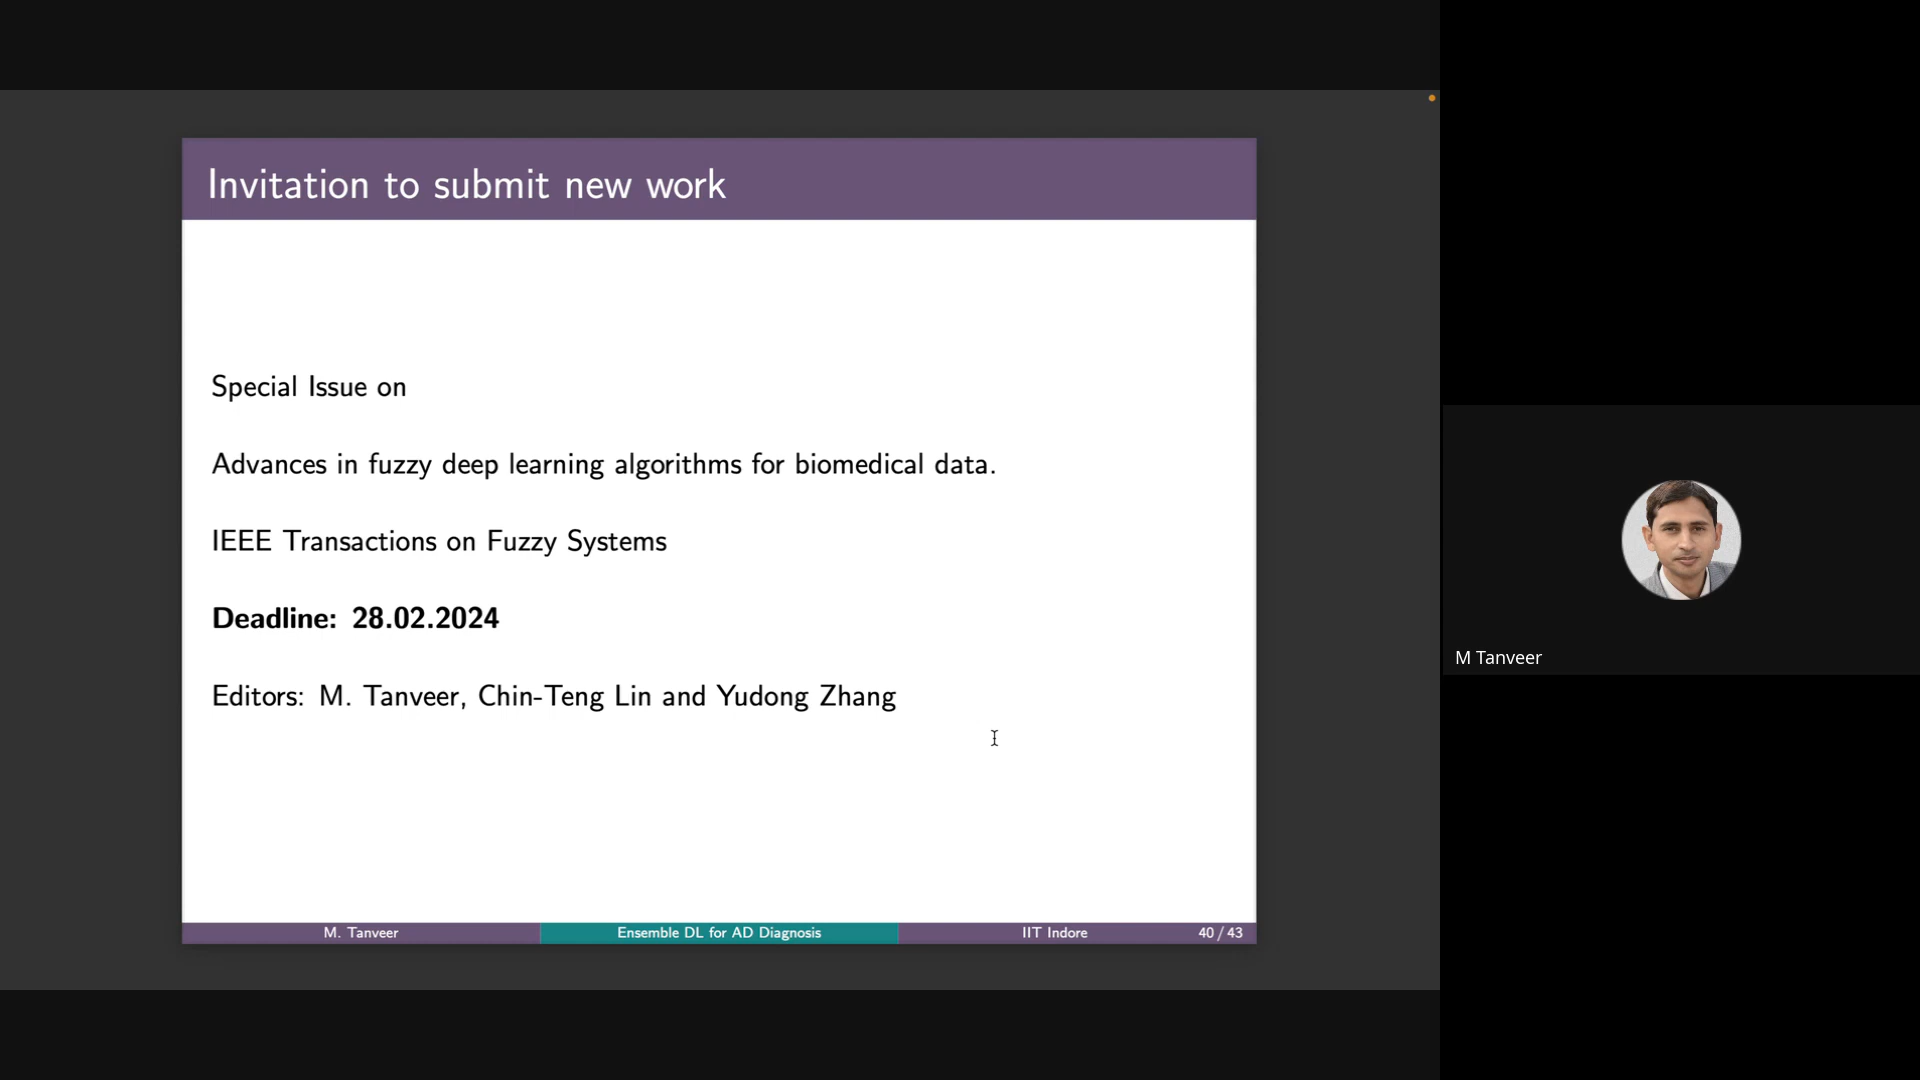 Invitation to submit new work
Special Issue on
Advances in fuzzy deep learning algorithms for biomedical data.
IEEE Transactions on Fuzzy Systems
Deadline: 28.02.2024
Editors: M. Tanveer, Chin-Teng Lin and Yudong Zhang
M. Tanveer
Ensemble DL for AD Diagnosis
IIT Indore
40 / 43
M Tanveer